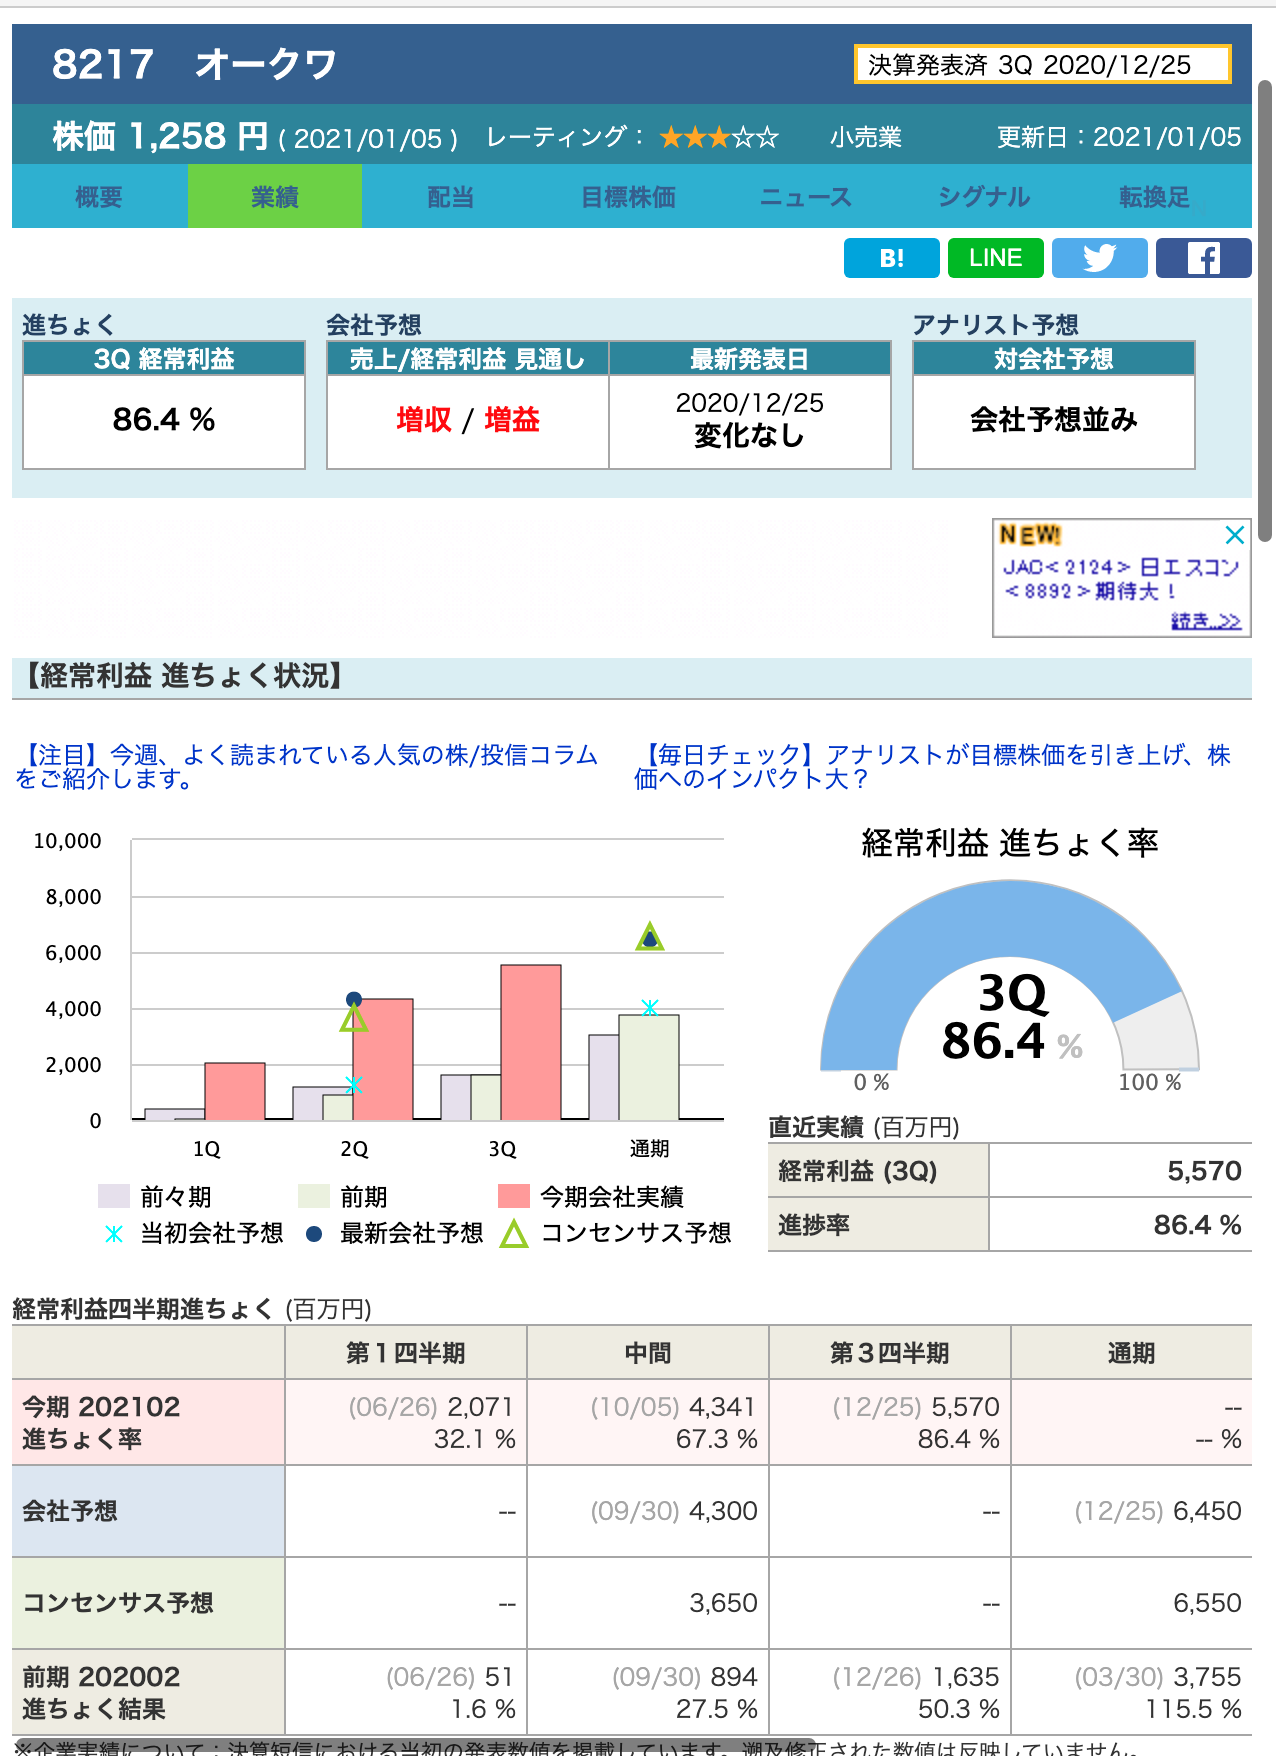 8217 オークワ
決算発表済 3Q 2020/12/25
株価 1,258 円 ( 2021/01/05 ) レーティング： ★★★☆☆ 小売業 更新日：2021/01/05
概要 業績 配当 目標株価 ニュース シグナル 転換足
B! LINE
進ちょく 会社予想 アナリスト予想
3Q 経常利益 売上/経常利益 見通し 最新発表日 対会社予想
86.4 % 増収 / 増益 2020/12/25 会社予想並み
変化なし
NEW!
JAC<2124> 日エスコン
<8892>期待大！
続き..>>
【経常利益 進ちょく状況】
【注目】今週、よく読まれている人気の株/投信コラム
をご紹介します。
【毎日チェック】アナリストが目標株価を引き上げ、株
価へのインパクト大？
10,000
8,000
6,000
4,000
2,000
0
1Q 2Q 3Q 通期
前々期 前期 今期会社実績
当初会社予想 最新会社予想 コンセンサス予想
経常利益 進ちょく率
3Q
86.4 %
0 % 100 %
直近実績 (百万円)
経常利益 (3Q) 5,570
進捗率 86.4 %
経常利益四半期進ちょく (百万円)
第１四半期 中間 第３四半期 通期
今期 202102 (06/26) 2,071 (10/05) 4,341 (12/25) 5,570 --
進ちょく率 32.1 % 67.3 % 86.4 % -- %
会社予想 -- (09/30) 4,300 -- (12/25) 6,450
コンセンサス予想 -- 3,650 -- 6,550
前期 202002 (06/26) 51 (09/30) 894 (12/26) 1,635 (03/30) 3,755
進ちょく結果 1.6 % 27.5 % 50.3 % 115.5 %
※企業実績について：決算短信における当初の発表数値を掲載しています。遡及修正された数値は反映していません。